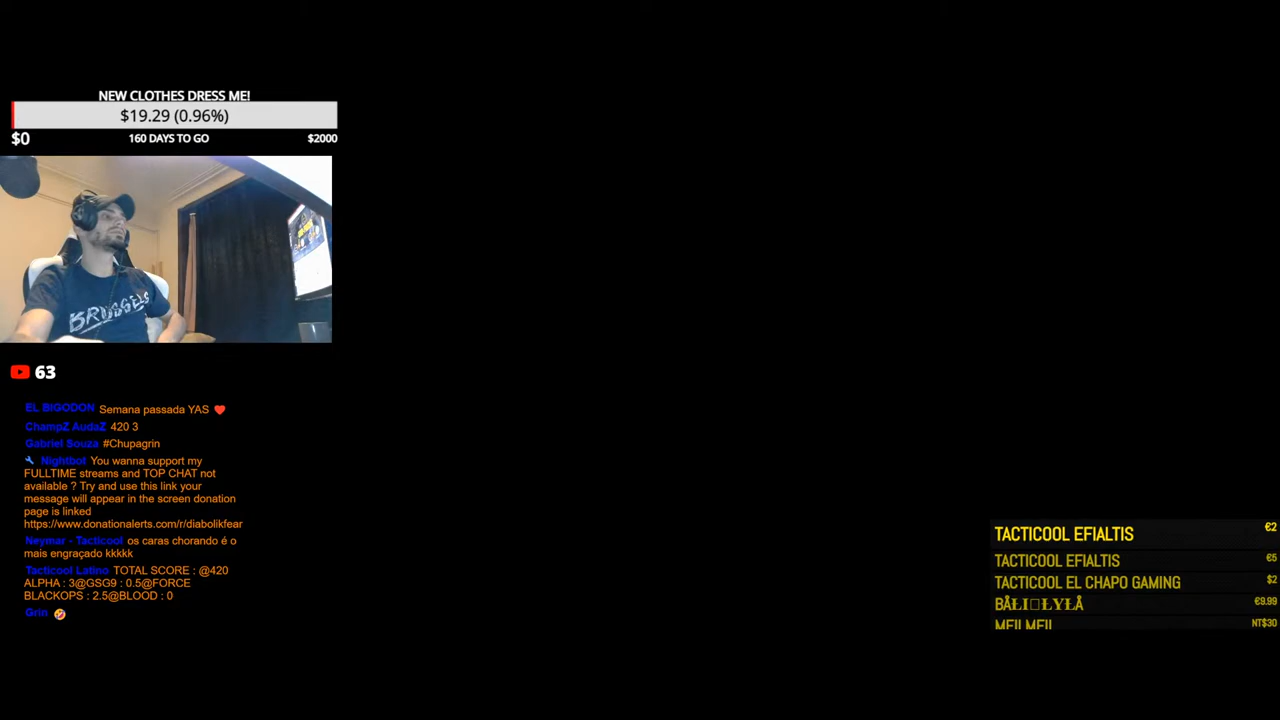 NEW CLOTHES DRESS ME!
$19.29 (0.96%)
$0 160 DAYS TO GO $2000
BRUSSELS
63
EL BIGODON Semana passada YAS ❤️
ChampZ AudaZ 420 3
Gabriel Souza #Chupagrin
Nightbot You wanna support my
FULLTIME streams and TOP CHAT not
available ? Try and use this link your
message will appear in the screen donation
page is linked
https://www.donationalerts.com/r/diabolikfear
Neymar - Tacticool os caras chorando é o
mais engraçado kkkkk
Tacticool Latino TOTAL SCORE : @420
ALPHA : 3@GSG9 : 0.5@FORCE
BLACKOPS : 2.5@BLOOD : 0
Grin 🤣
TACTICOOL EFIALTIS €2
TACTICOOL EFIALTIS €5
TACTICOOL EL CHAPO GAMING $2
BÅŁI□ŁYŁÅ €9.99
MEII MEII NT$30